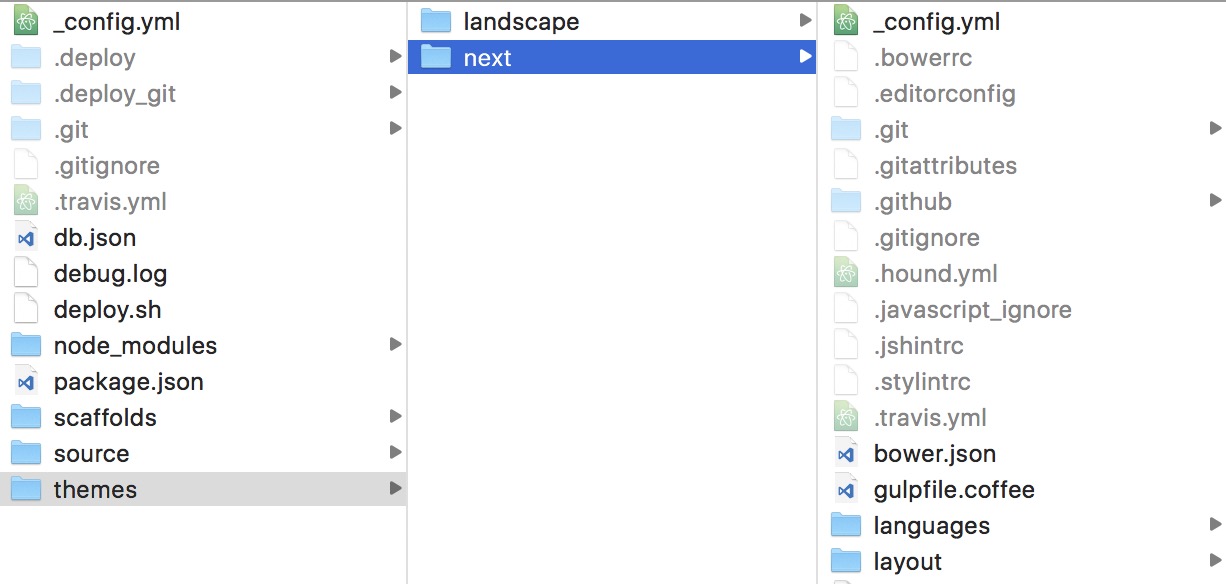 _config.yml
.deploy
.deploy_git
.git
.gitignore
.travis.yml
db.json
debug.log
deploy.sh
node_modules
package.json
scaffolds
source
themes
landscape
next
_config.yml
.bowerrc
.editorconfig
.git
.gitattributes
.github
.gitignore
.hound.yml
.javascript_ignore
.jshintrc
.stylintrc
.travis.yml
bower.json
gulpfile.coffee
languages
layout